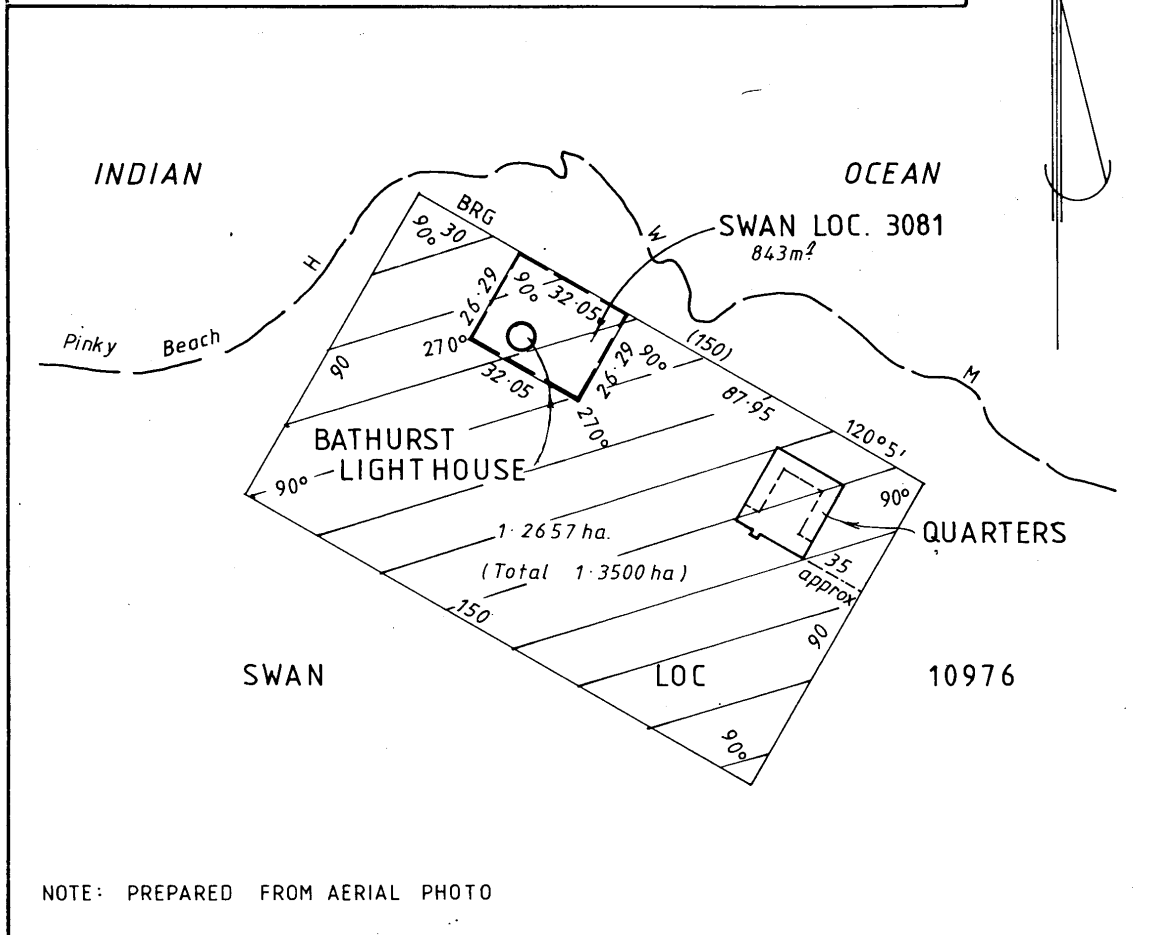 INDIAN
OCEAN
BRG
90° 30
SWAN LOC. 3081
843m²
H
W
M
26·29
90°
32·05
Pinky Beach
270°
90
32·05
26·29
90°
(150)
87·95
120°5'
270°
BATHURST
LIGHTHOUSE
90°
90°
QUARTERS
1·2657 ha.
(Total 1·3500 ha)
35
approx
150
90
SWAN LOC 10976
90°
NOTE: PREPARED FROM AERIAL PHOTO